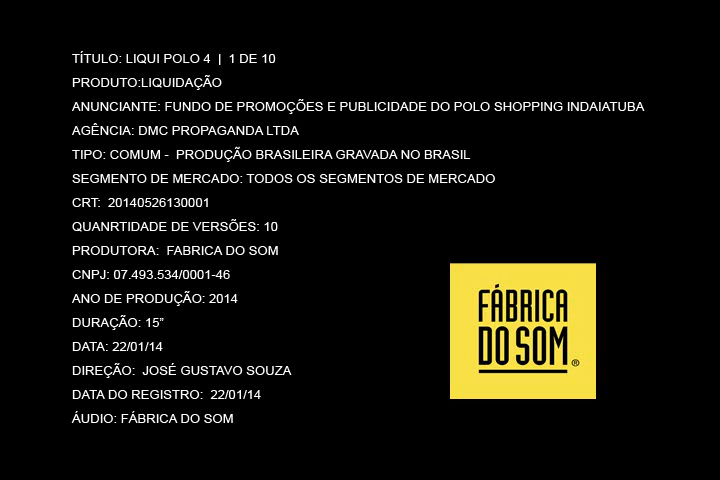 TÍTULO: LIQUI POLO 4 | 1 DE 10
PRODUTO:LIQUIDAÇÃO
ANUNCIANTE: FUNDO DE PROMOÇÕES E PUBLICIDADE DO POLO SHOPPING INDAIATUBA
AGÊNCIA: DMC PROPAGANDA LTDA
TIPO: COMUM - PRODUÇÃO BRASILEIRA GRAVADA NO BRASIL
SEGMENTO DE MERCADO: TODOS OS SEGMENTOS DE MERCADO
CRT: 20140526130001
QUANRTIDADE DE VERSÕES: 10
PRODUTORA: FABRICA DO SOM
CNPJ: 07.493.534/0001-46
ANO DE PRODUÇÃO: 2014
DURAÇÃO: 15”
DATA: 22/01/14
DIREÇÃO: JOSÉ GUSTAVO SOUZA
DATA DO REGISTRO: 22/01/14
ÁUDIO: FÁBRICA DO SOM
FÁBRICA
DO SOM®